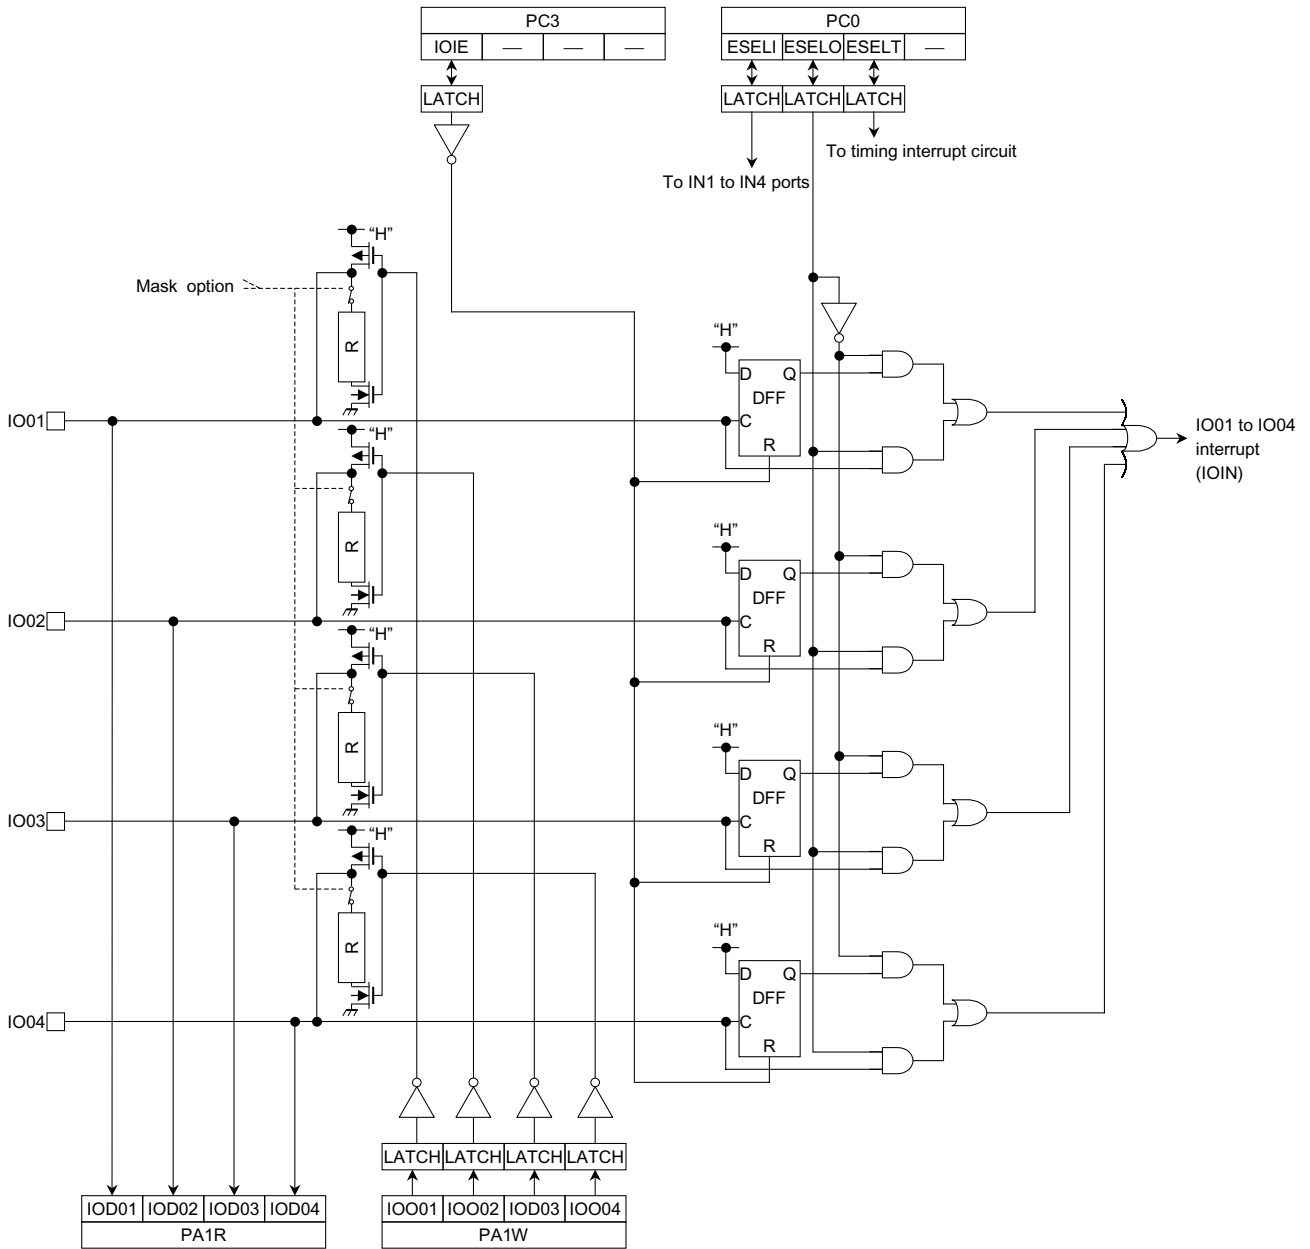 PC3
IOIE — — —
LATCH
PC0
ESELI ESELO ESELT —
LATCH LATCH LATCH
To timing interrupt circuit
To IN1 to IN4 ports
Mask option
“H”
R
“H”
D Q
DFF
C
R
IO01
IO01 to IO04
interrupt
(IOIN)
“H”
R
“H”
D Q
DFF
C
R
IO02
“H”
R
“H”
D Q
DFF
C
R
IO03
“H”
R
“H”
D Q
DFF
C
R
IO04
LATCH LATCH LATCH LATCH
IOD01 IOD02 IOD03 IOD04
PA1R
IOO01 IOO02 IOD03 IOO04
PA1W